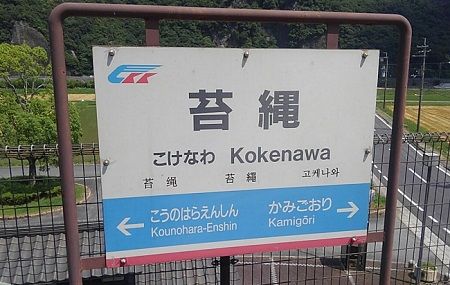 苔縄
こけなわ Kokenawa
苔绳 苔繩 고케나와
← こうのはらえんしん かみごおり →
Kounohara-Enshin Kamigōri